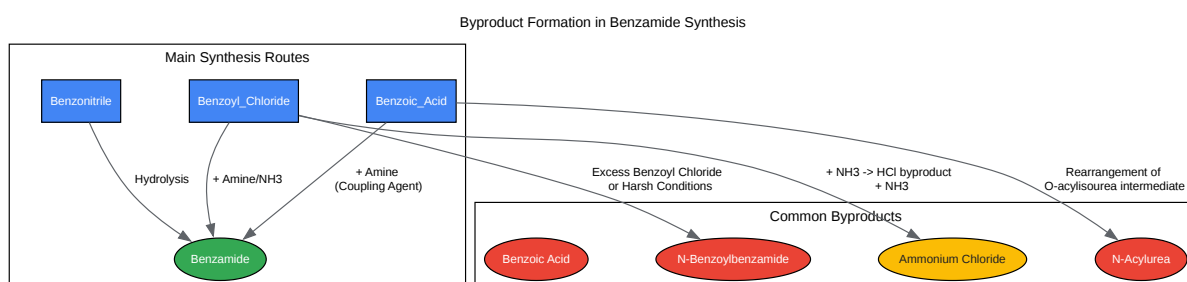 Byproduct Formation in Benzamide Synthesis
Main Synthesis Routes
Benzonitrile
Benzoyl_Chloride
Benzoic_Acid
Hydrolysis
+ Amine/NH3
+ Amine
(Coupling Agent)
Excess Benzoyl Chloride
or Harsh Conditions
+ NH3 -> HCl byproduct
+ NH3
Rearrangement of
O-acylisourea intermediate
Common Byproducts
Benzamide
Benzoic Acid
N-Benzoylbenzamide
Ammonium Chloride
N-Acylurea